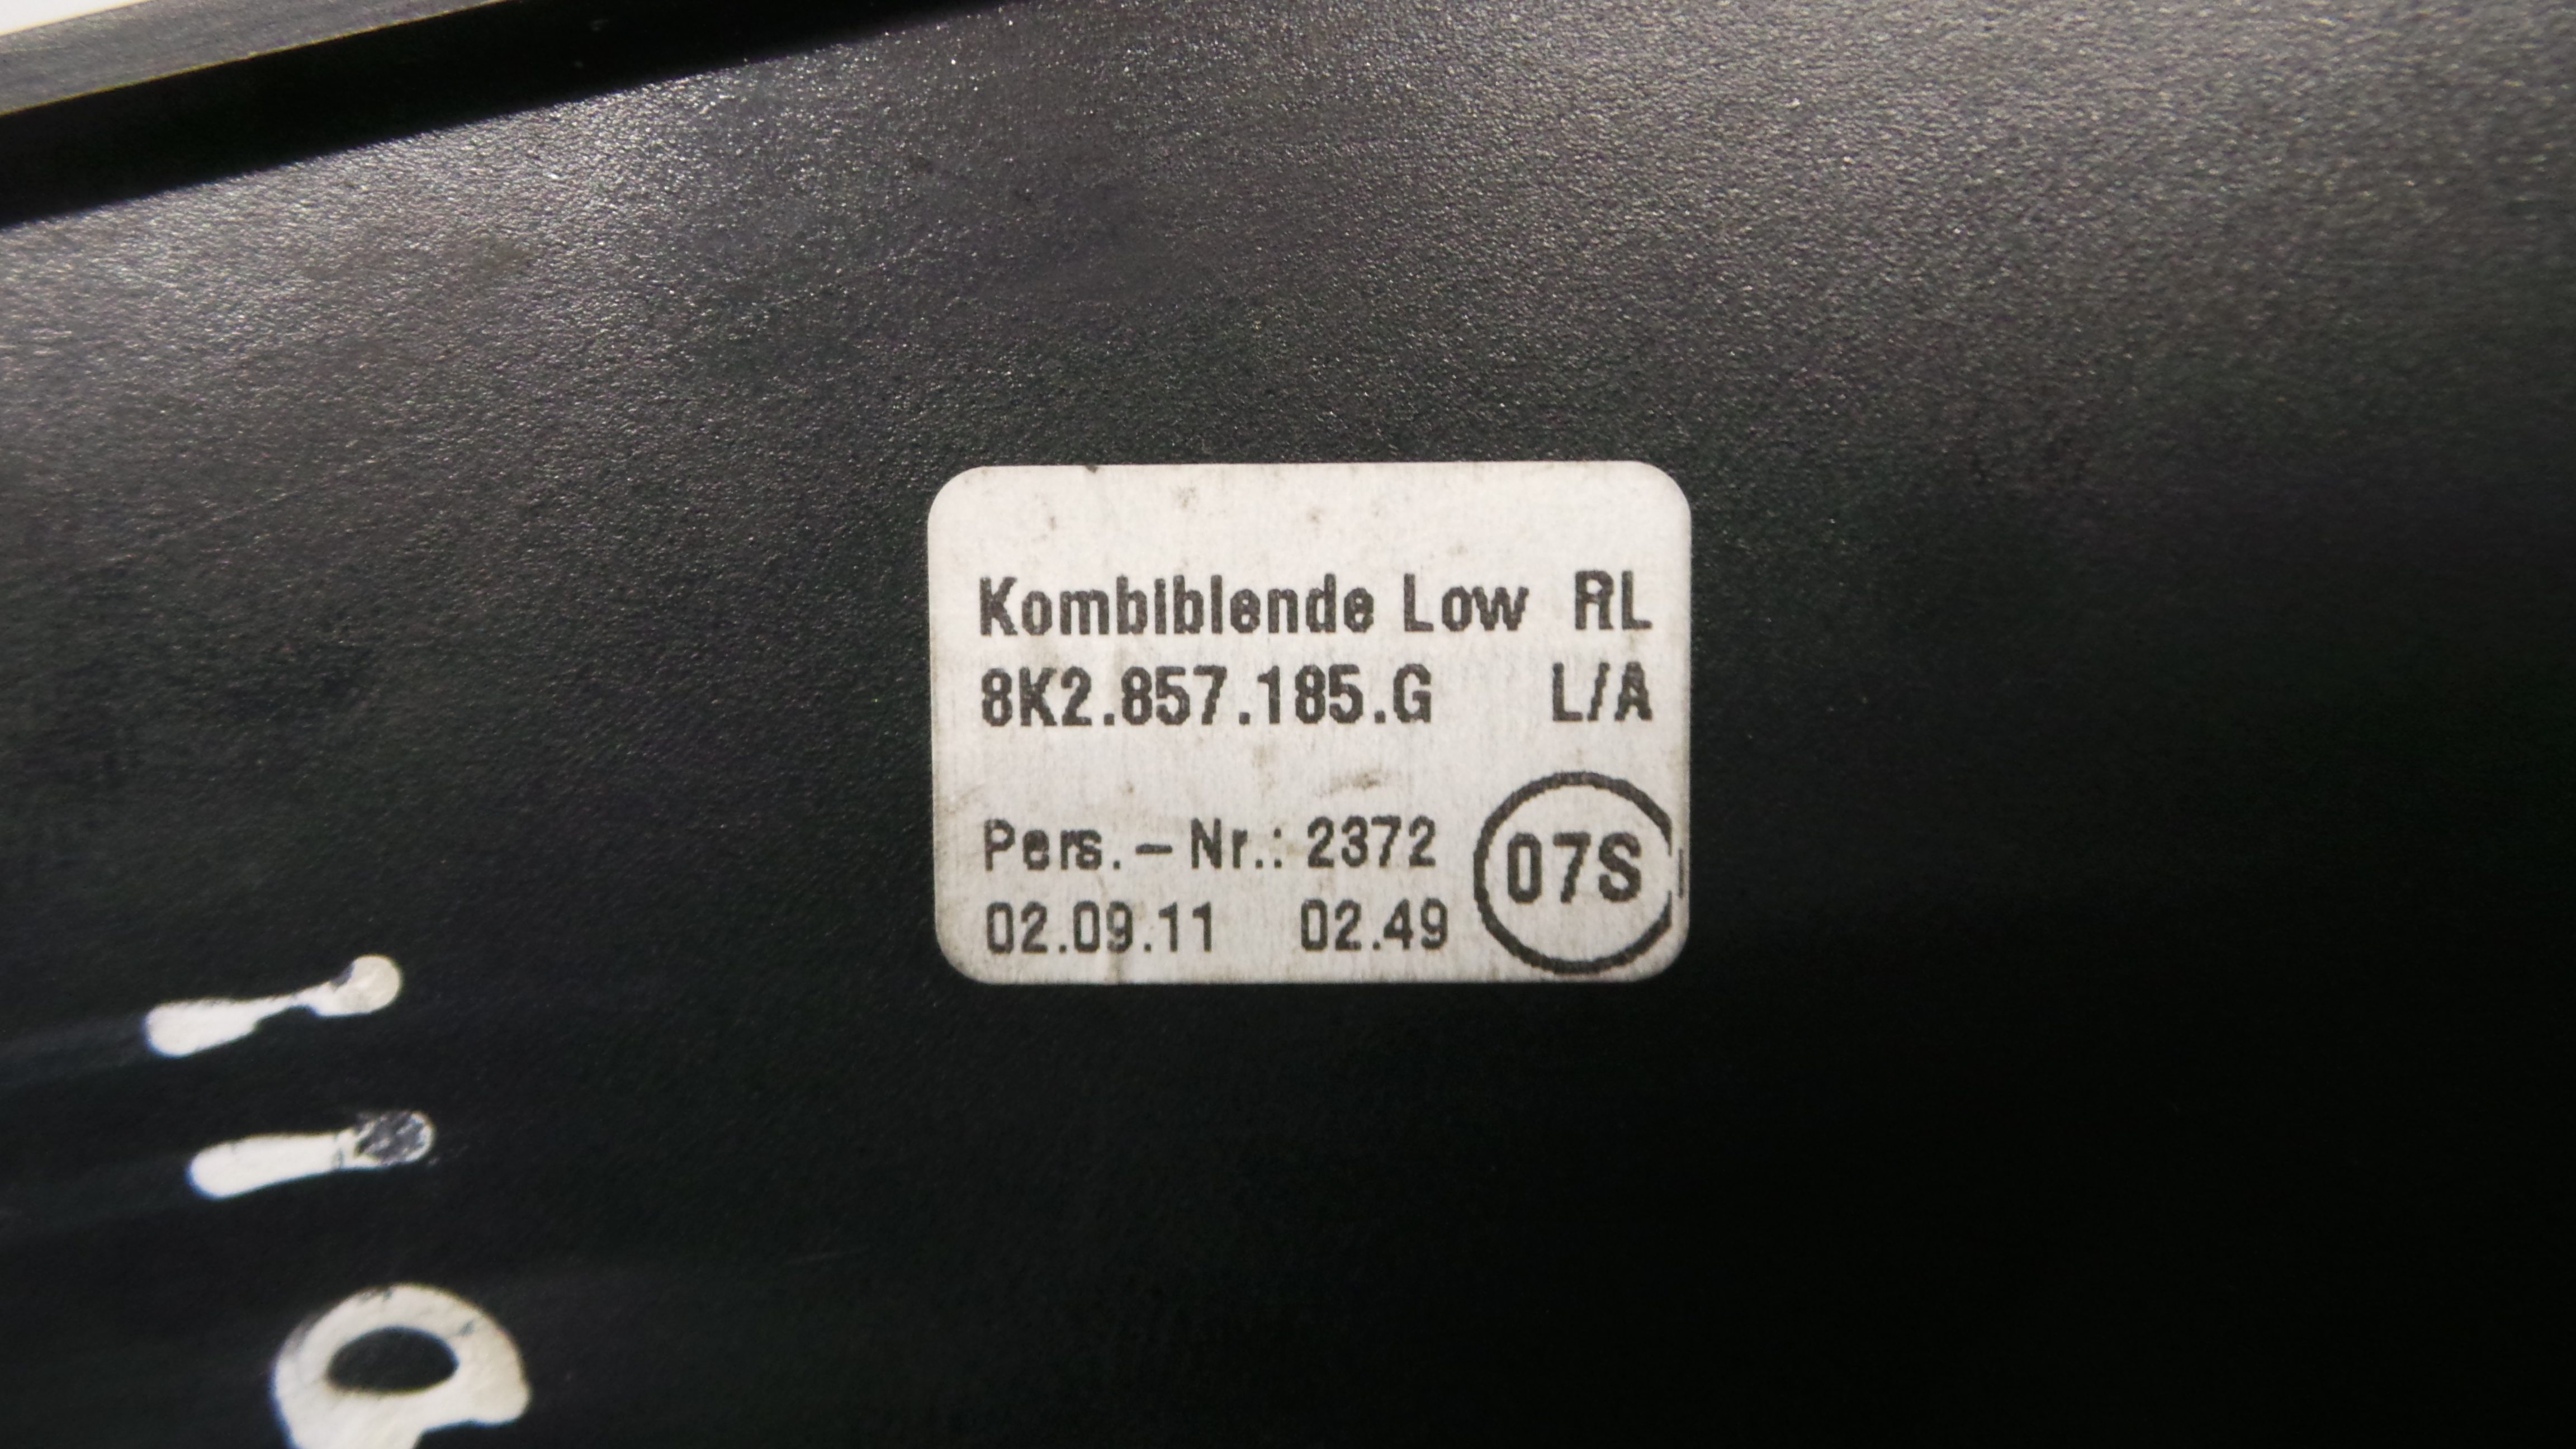 Kombiblende Low RL
8K2.857.185.G L/A
Pers.-Nr.: 2372
02.09.11 02.49
07S